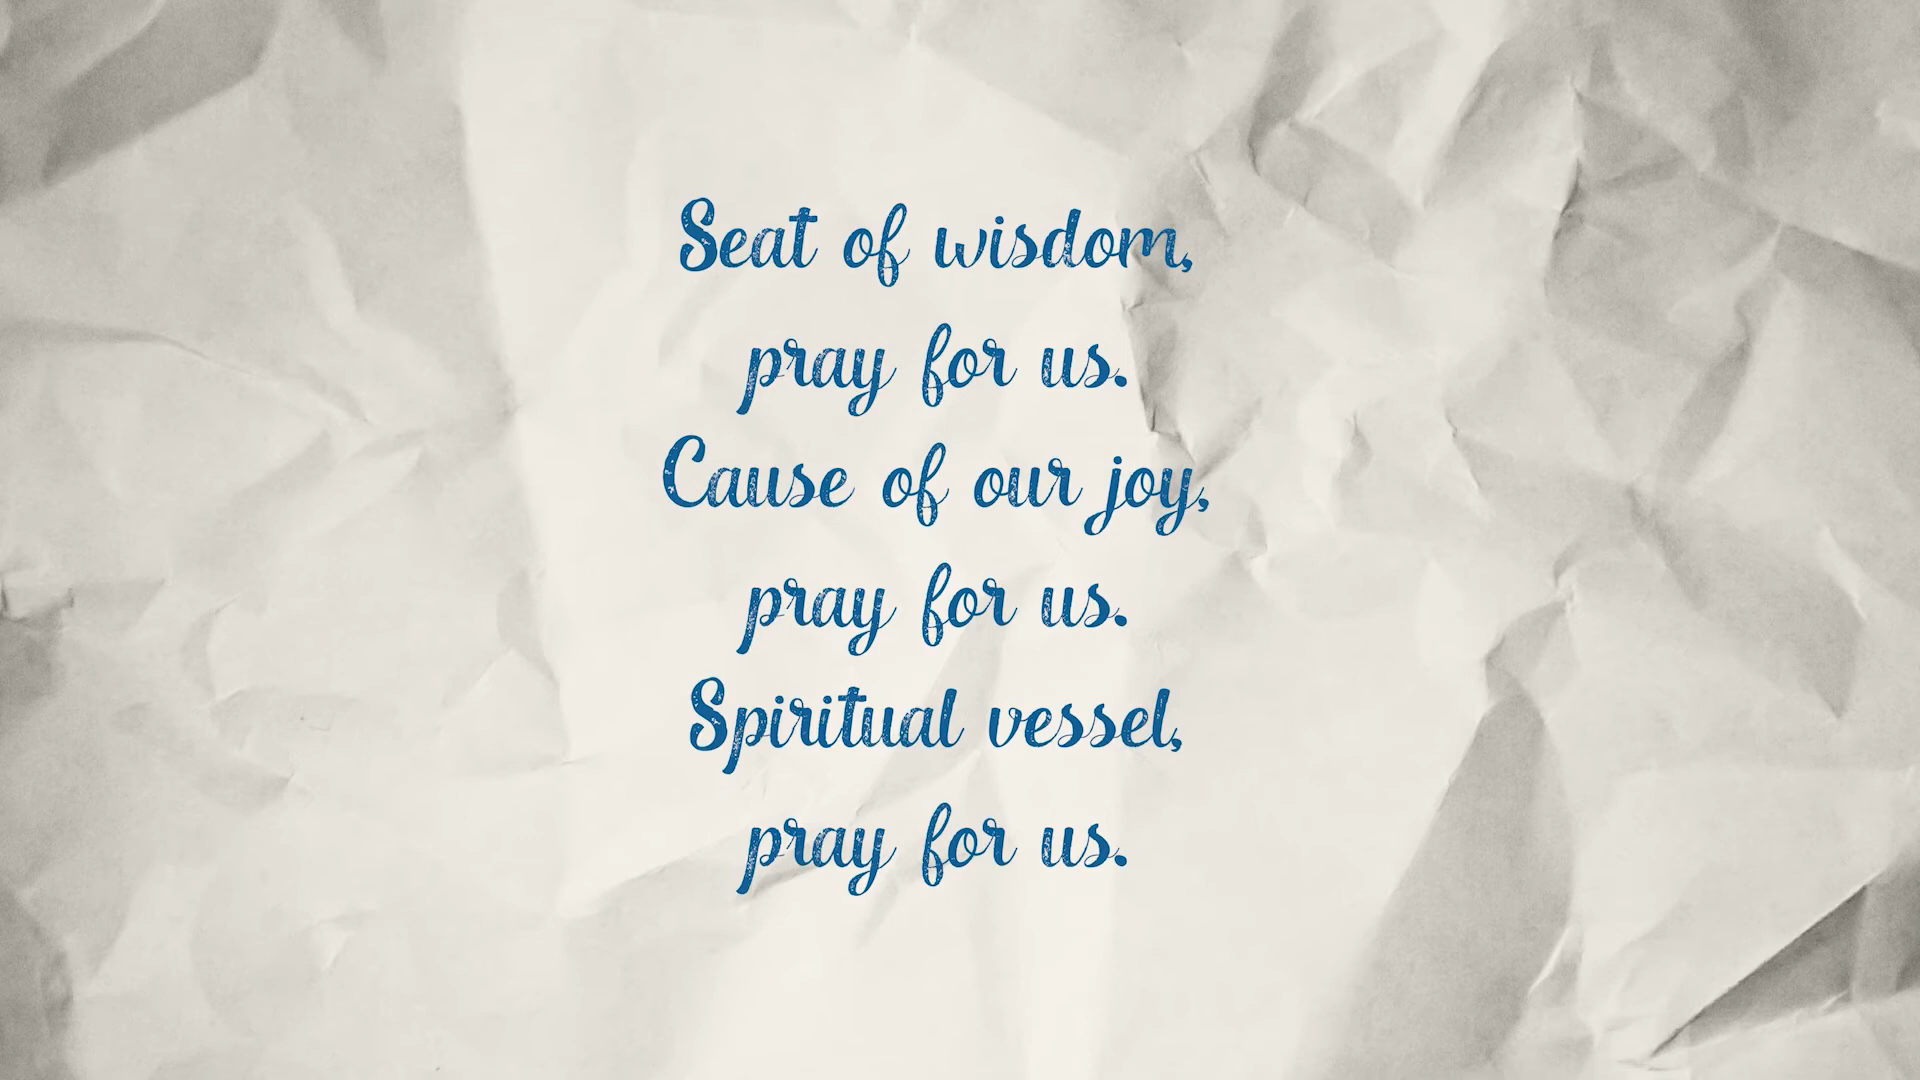 Seat of wisdom,
pray for us.
Cause of our joy,
pray for us.
Spiritual vessel,
pray for us.